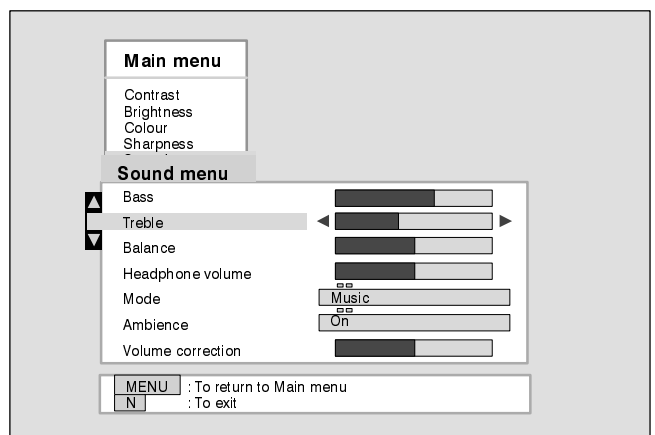 Main menu
Contrast
Brightness
Colour
Sharpness
Sound menu
Bass
Treble
Balance
Headphone volume
Mode Music
Ambience On
Volume correction
MENU : To return to Main menu
N : To exit